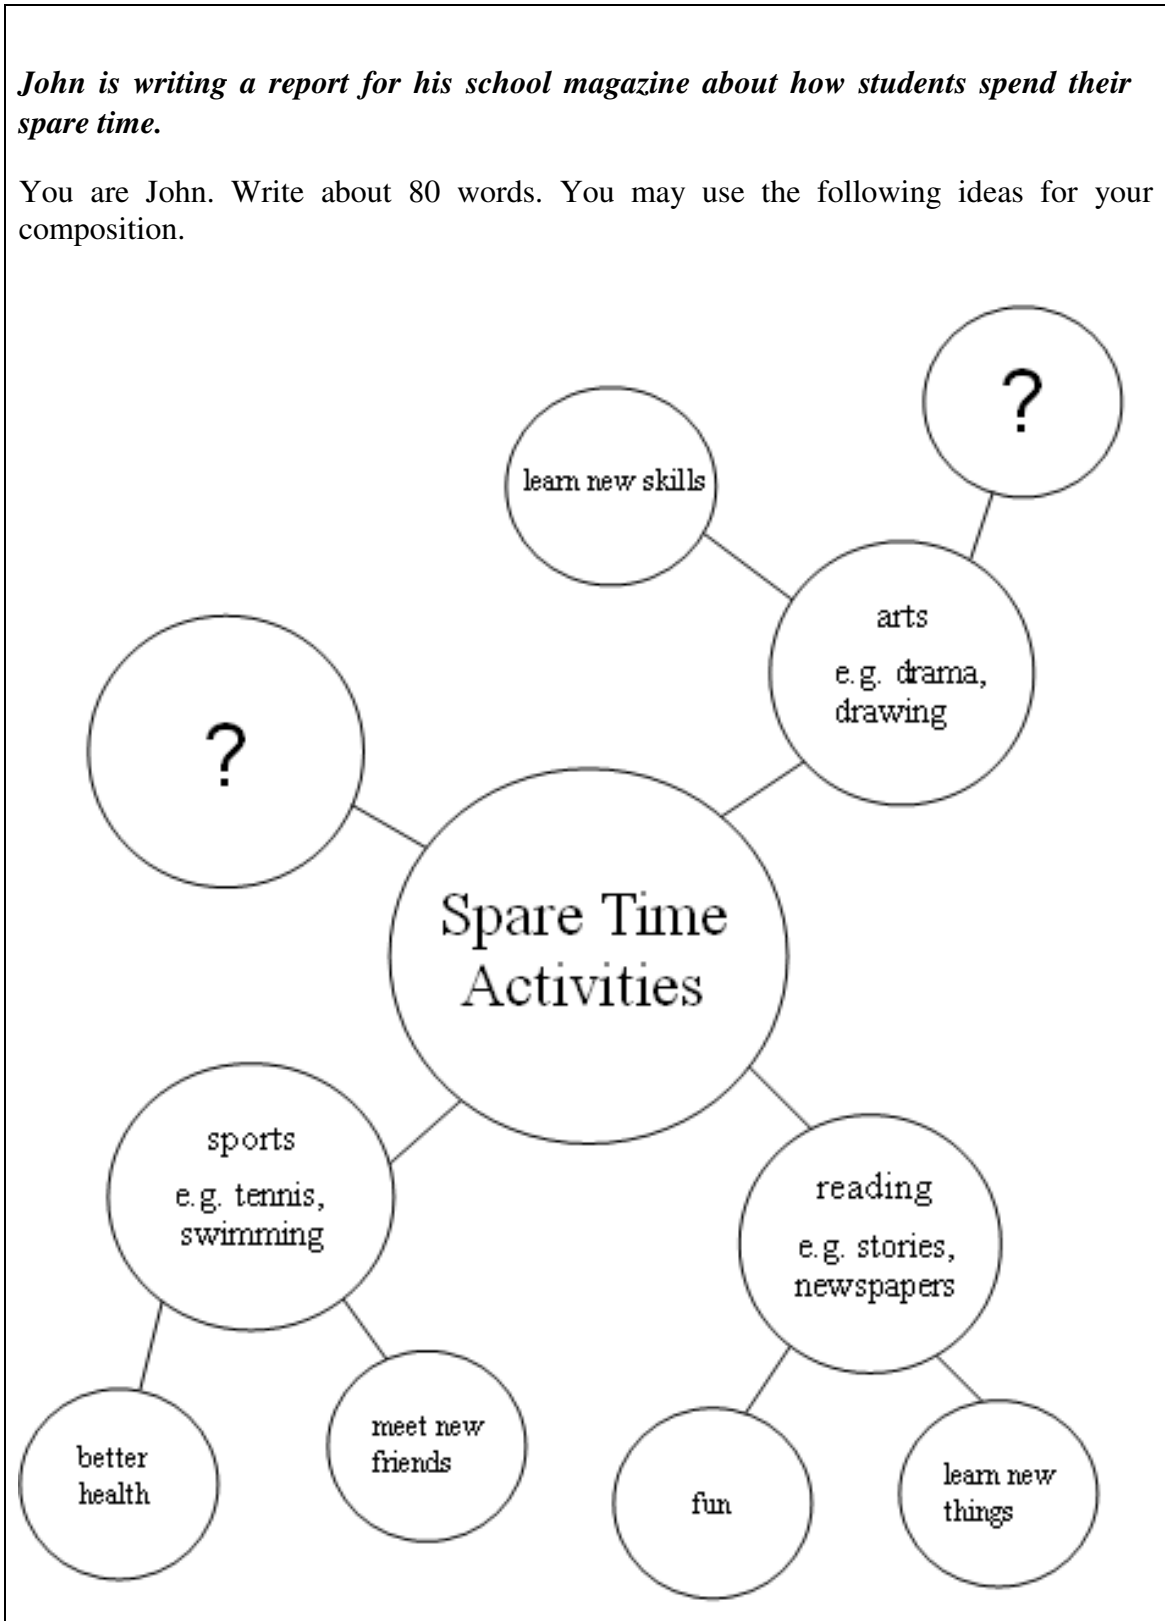 John is writing a report for his school magazine about how students spend their
spare time.
You are John. Write about 80 words. You may use the following ideas for your
composition.
?
learn new skills
arts
e.g. drama,
drawing
?
Spare Time
Activities
sports
e.g. tennis,
swimming
reading
e.g. stories,
newspapers
better
health
meet new
friends
fun
learn new
things